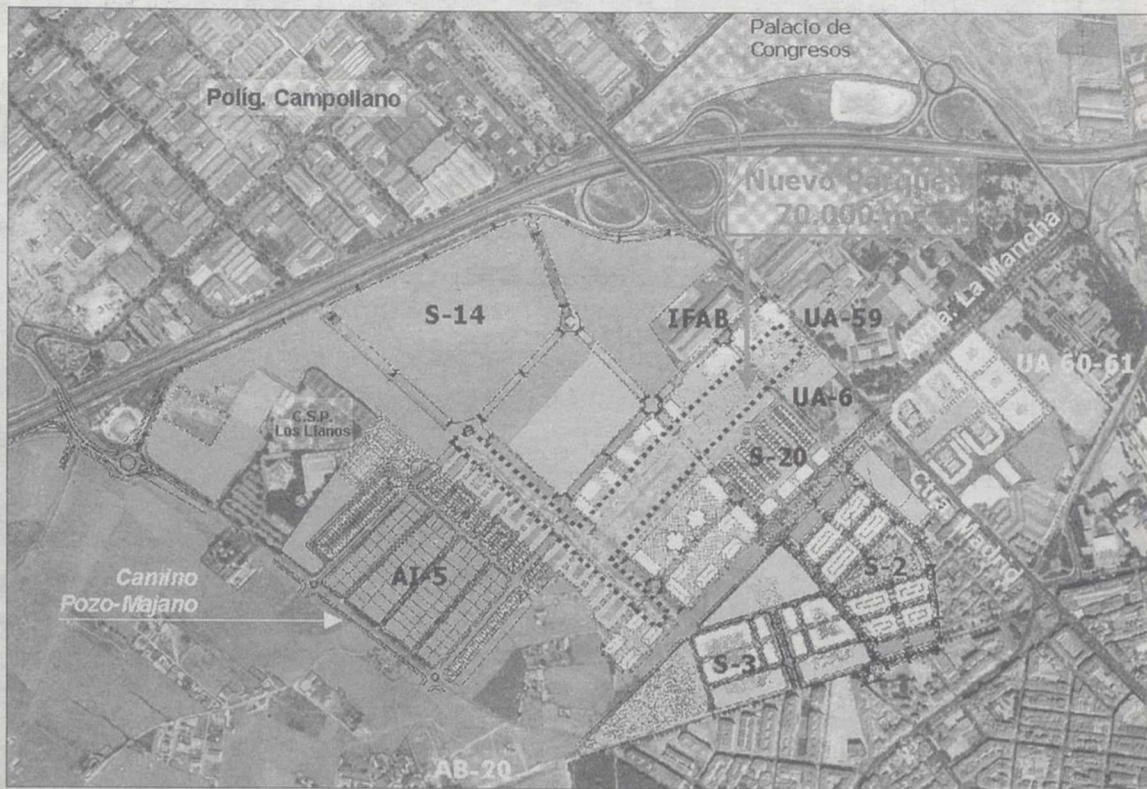 Palacio de
Congresos
Políg. Campollano
Nuevo Parque
70.000 m2
Avda. La Mancha
S-14
IFAB
UA-59
UA 60-61
UA-6
C.S.P.
Los Llanos
S-20
Ctra. Madrid
AI-5
S-2
Camino
Pozo-Majano
S-3
AB-20